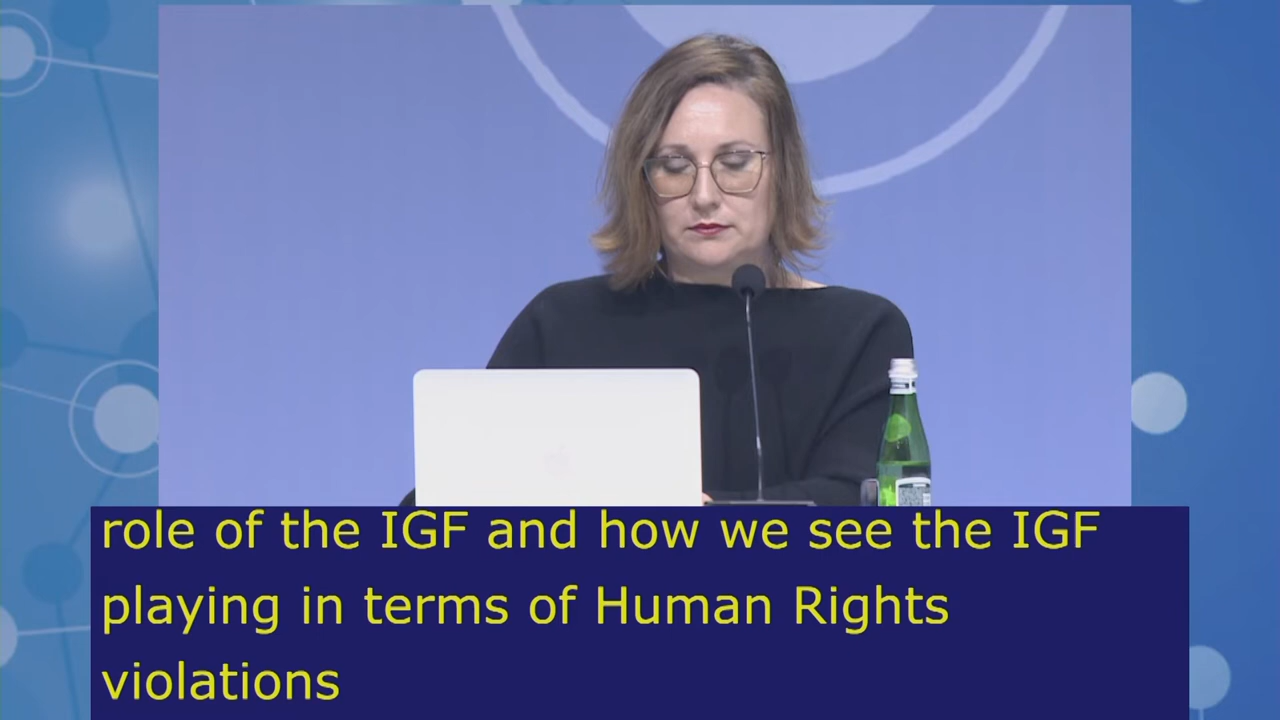 role of the IGF and how we see the IGF
playing in terms of Human Rights
violations